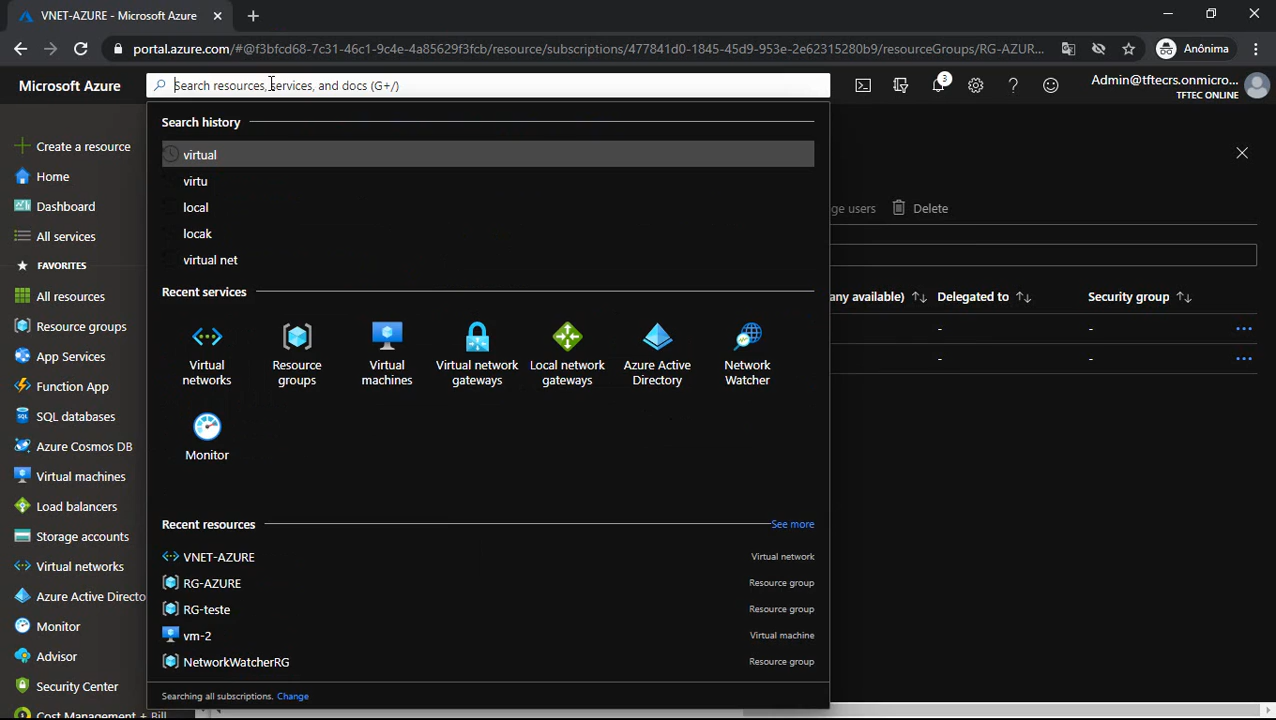 VNET-AZURE - Microsoft Azure
portal.azure.com/#@f3bfcd68-7c31-46c1-9c4e-4a85629f3fcb/resource/subscriptions/477841d0-1845-45d9-953e-2e62315280b9/resourceGroups/RG-AZUR...
Anônima
Microsoft Azure
Search resources, services, and docs (G+/)
3
Admin@tftecrs.onmicro...
TFTEC ONLINE
Create a resource
Home
Dashboard
All services
FAVORITES
All resources
Resource groups
App Services
Function App
SQL databases
Azure Cosmos DB
Virtual machines
Load balancers
Storage accounts
Virtual networks
Azure Active Directo
Monitor
Advisor
Security Center
Cost Management + Bill
Search history
virtual
virtu
local
locak
virtual net
Recent services
Virtual networks
Resource groups
Virtual machines
Virtual network gateways
Local network gateways
Azure Active Directory
Network Watcher
Monitor
Recent resources
See more
VNET-AZURE Virtual network
RG-AZURE Resource group
RG-teste Resource group
vm-2 Virtual machine
NetworkWatcherRG Resource group
Searching all subscriptions. Change
ge users Delete
any available) Delegated to Security group
- -
- -